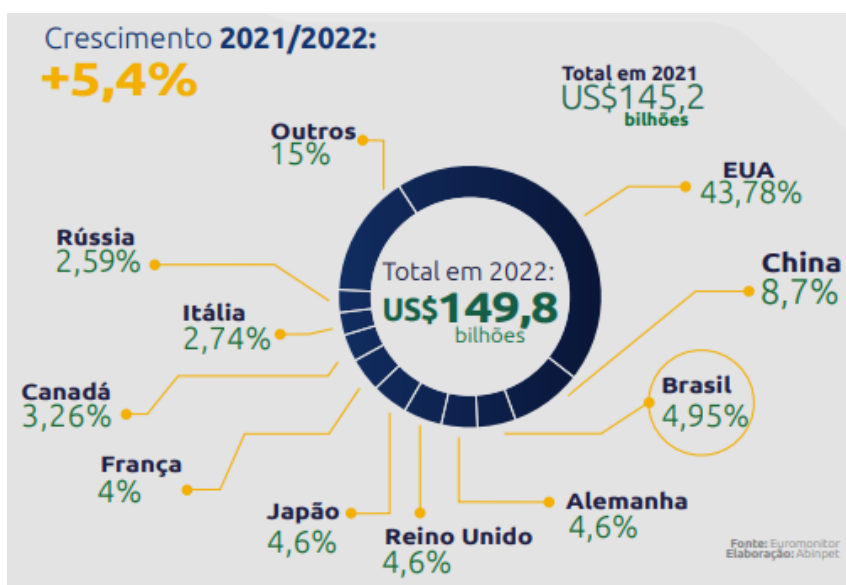 Crescimento 2021/2022:
+5,4%
Total em 2021
US$145,2
bilhões
Outros
15%
EUA
43,78%
Rússia
2,59%
Total em 2022:
US$149,8
bilhões
China
8,7%
Itália
2,74%
Brasil
4,95%
Canadá
3,26%
França
4%
Japão
4,6%
Reino Unido
4,6%
Alemanha
4,6%
Fonte: Euromonitor
Elaboração: Abinpet